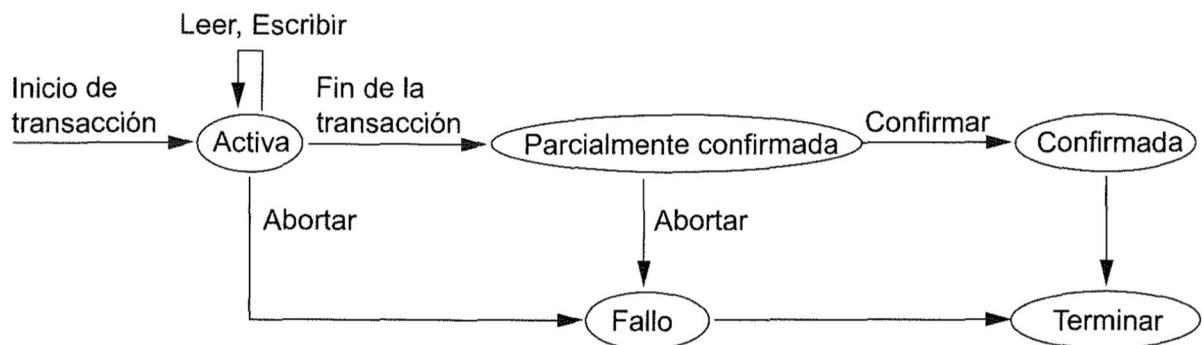 Leer, Escribir
Inicio de
transacción
Activa
Fin de la
transacción
Parcialmente confirmada
Confirmar
Confirmada
Abortar
Abortar
Fallo
Terminar